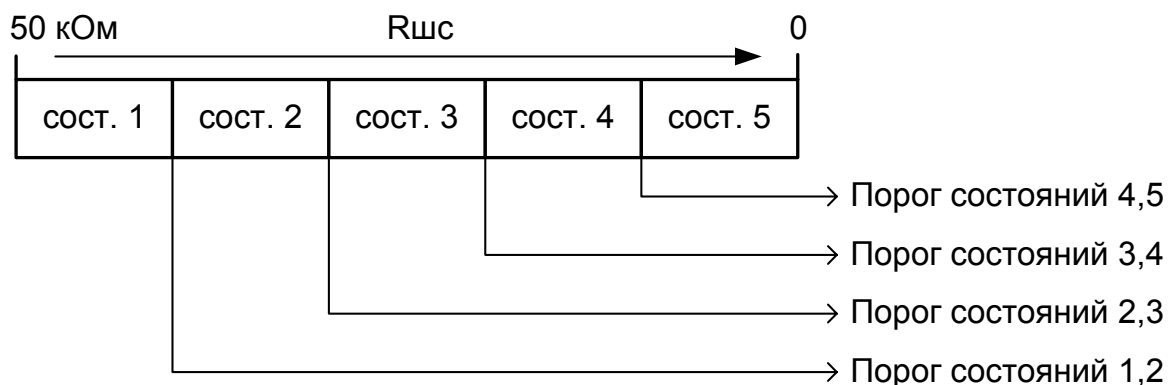 50 кОм Rшс 0
сост. 1 сост. 2 сост. 3 сост. 4 сост. 5
Порог состояний 4,5
Порог состояний 3,4
Порог состояний 2,3
Порог состояний 1,2